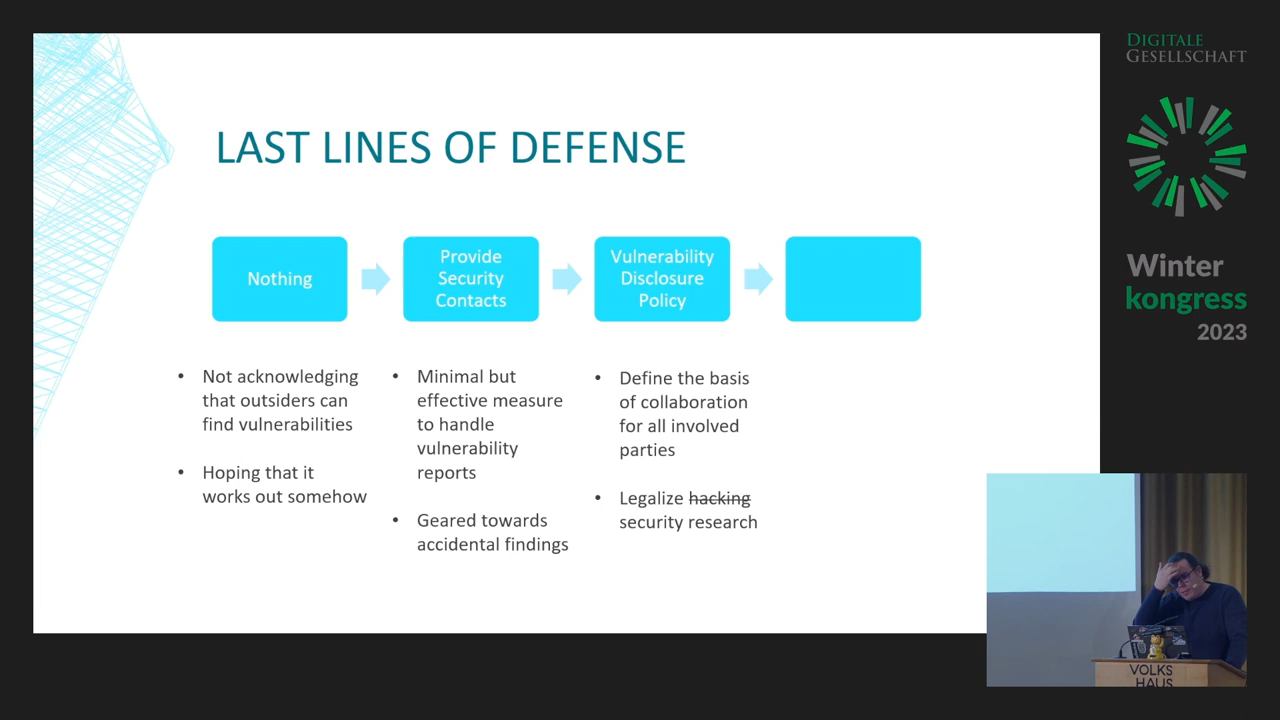 LAST LINES OF DEFENSE
Nothing
Provide
Security
Contacts
Vulnerability
Disclosure
Policy
• Not acknowledging
that outsiders can
find vulnerabilities
• Hoping that it
works out somehow
• Minimal but
effective measure
to handle
vulnerability
reports
• Geared towards
accidental findings
• Define the basis
of collaboration
for all involved
parties
• Legalize hacking
security research
DIGITALE
GESELLSCHAFT
Winter
kongress
2023
VOLKS
HAUS